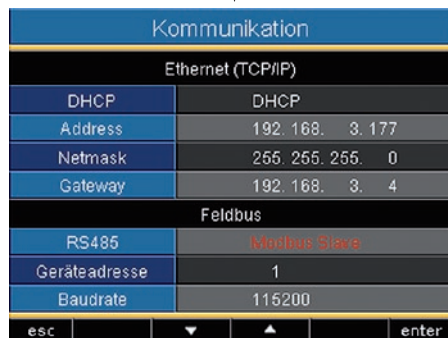 Kommunikation
Ethernet (TCP/IP)
DHCP DHCP
Address 192. 168. 3. 177
Netmask 255. 255. 255. 0
Gateway 192. 168. 3. 4
Feldbus
RS485 Modbus Slave
Geräteadresse 1
Baudrate 115200
esc enter